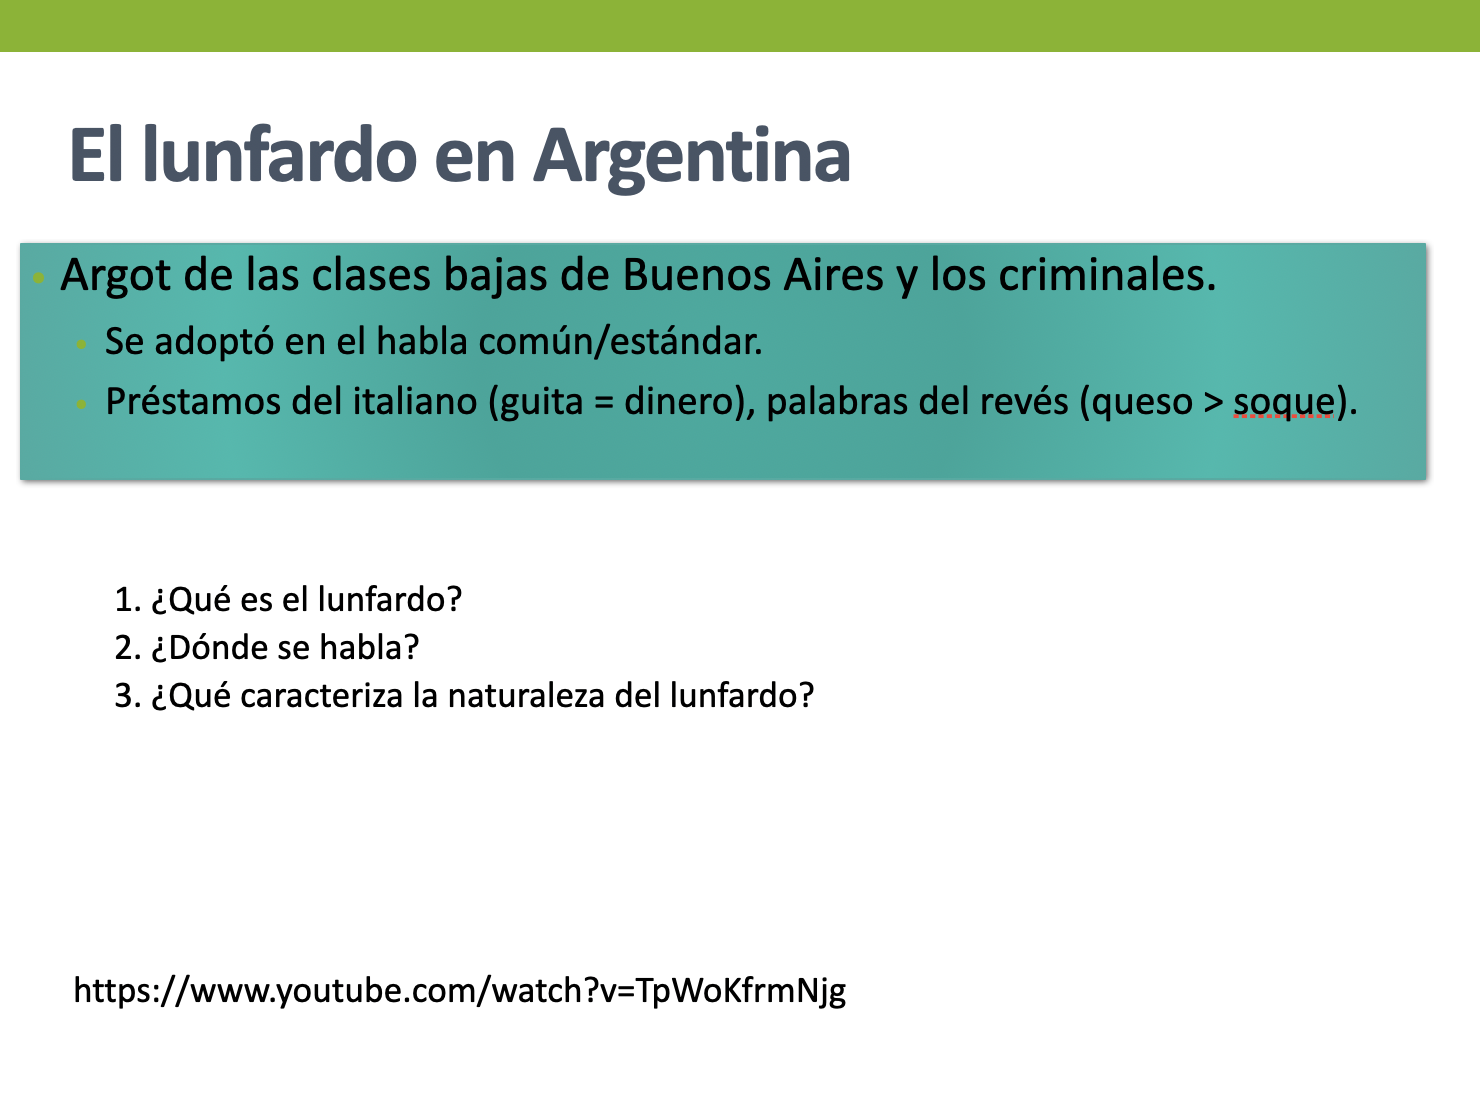 El lunfardo en Argentina
• Argot de las clases bajas de Buenos Aires y los criminales.
• Se adoptó en el habla común/estándar.
• Préstamos del italiano (guita = dinero), palabras del revés (queso > soque).
1. ¿Qué es el lunfardo?
2. ¿Dónde se habla?
3. ¿Qué caracteriza la naturaleza del lunfardo?
https://www.youtube.com/watch?v=TpWoKfrmNjg